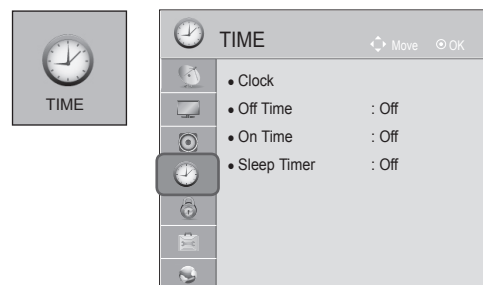 TIME
TIME Move OK
• Clock
• Off Time : Off
• On Time : Off
• Sleep Timer : Off